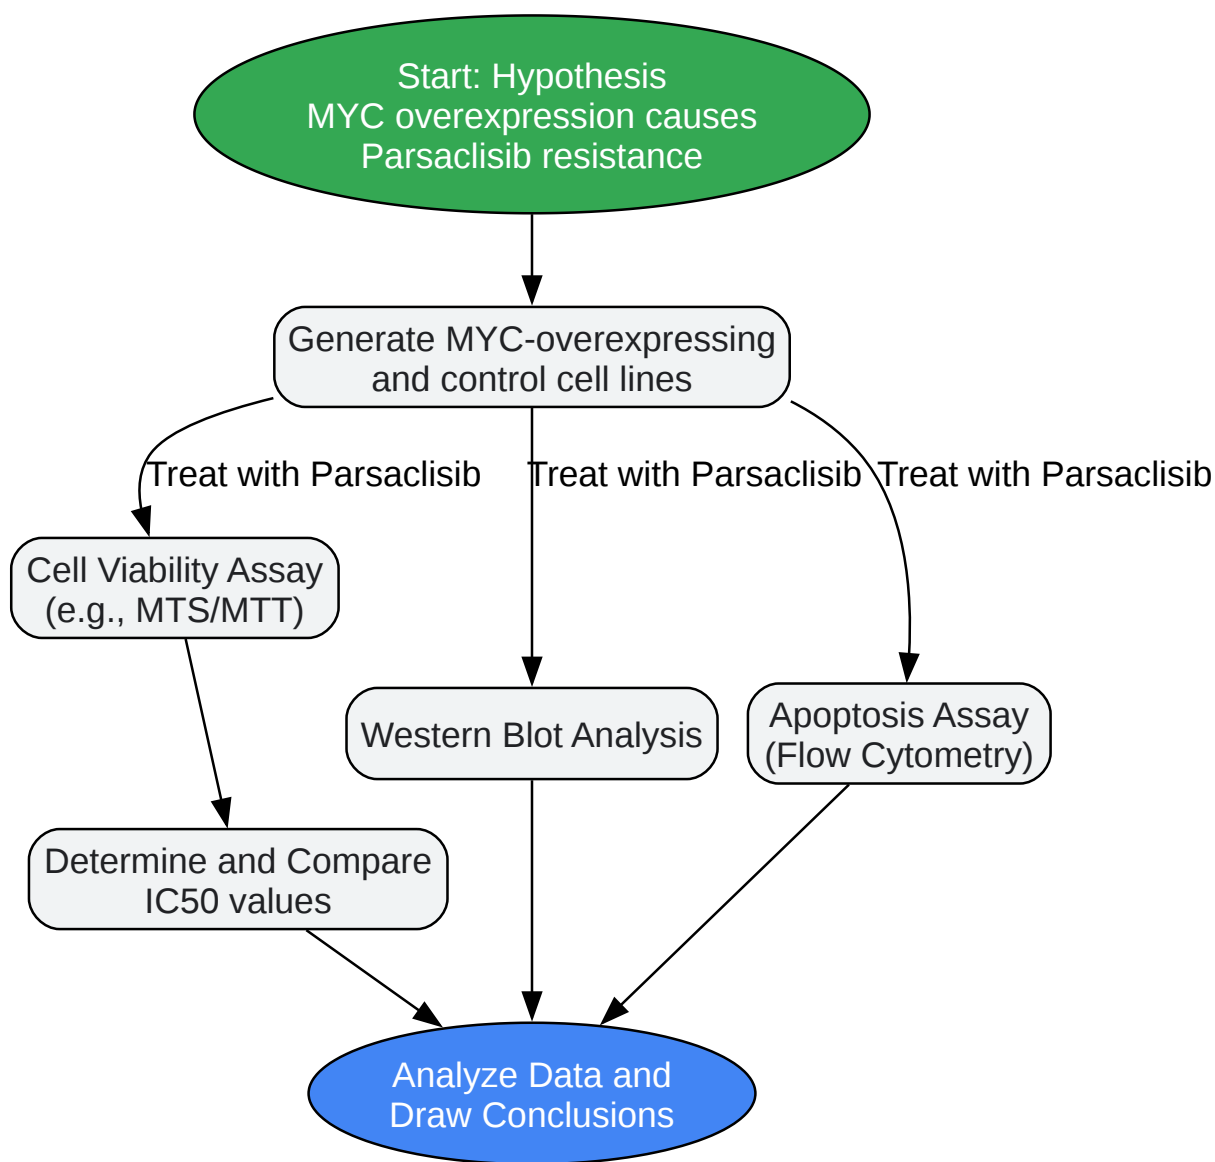 Start: Hypothesis
MYC overexpression causes
Parsaclisib resistance
Generate MYC-overexpressing
and control cell lines
Treat with Parsaclisib
Treat with Parsaclisib
Treat with Parsaclisib
Cell Viability Assay
(e.g., MTS/MTT)
Western Blot Analysis
Apoptosis Assay
(Flow Cytometry)
Determine and Compare
IC50 values
Analyze Data and
Draw Conclusions